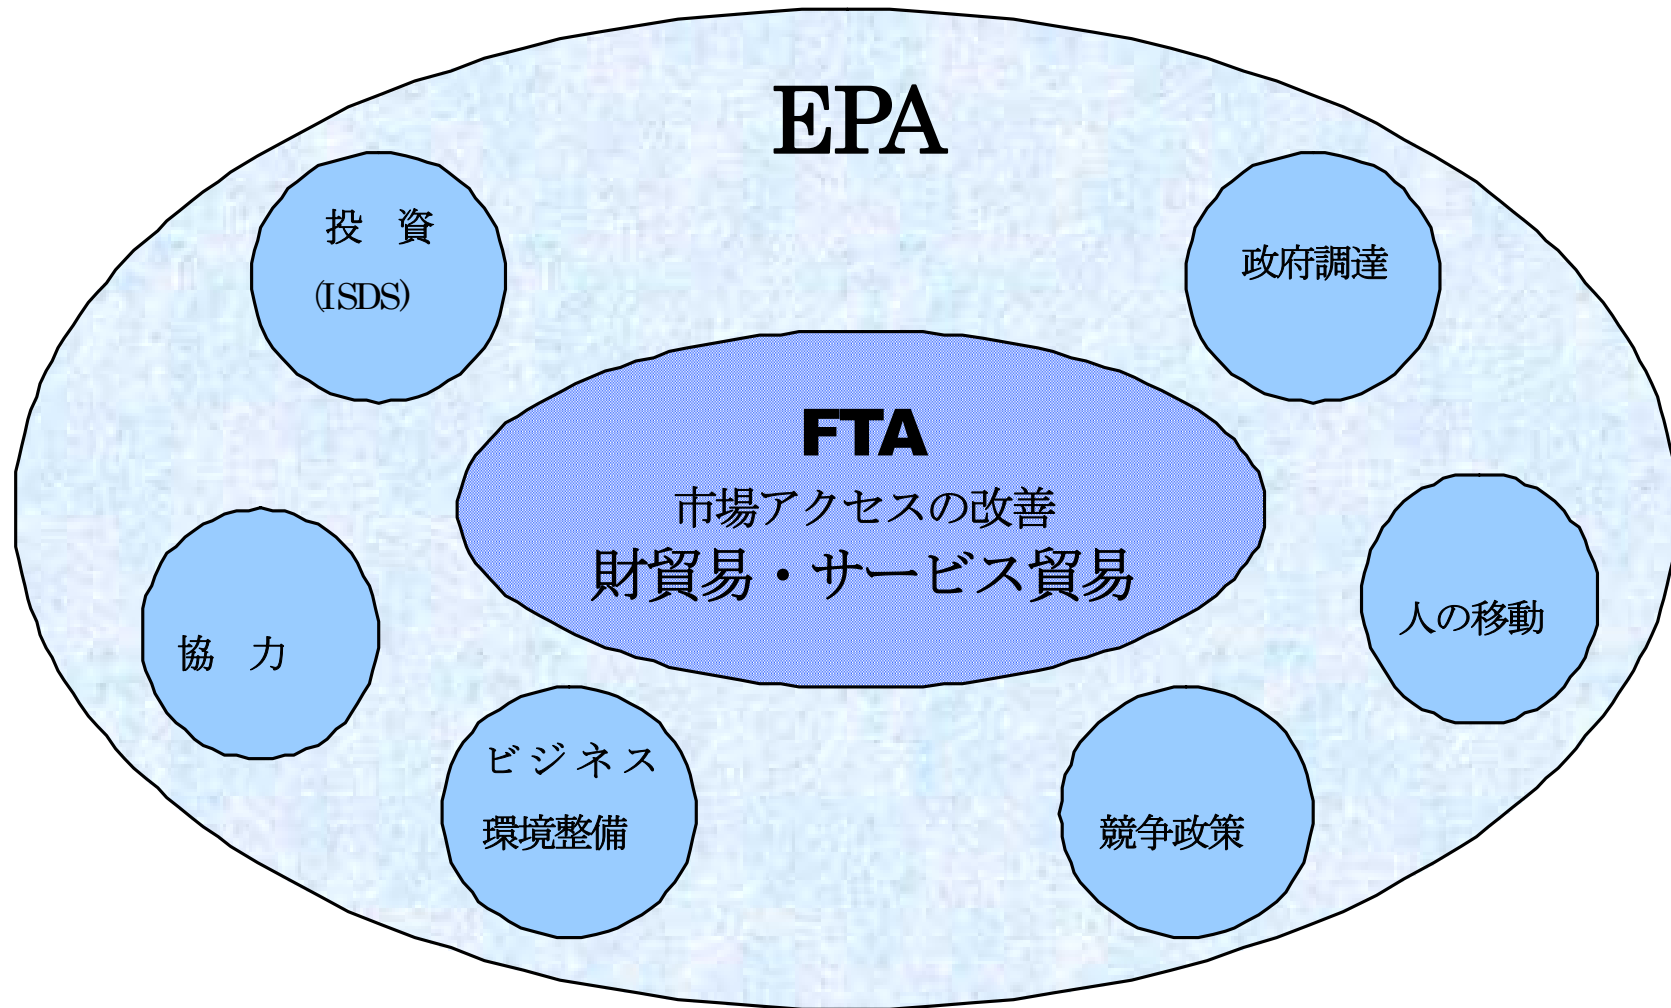 EPA
投　資
(ISDS)
政府調達
FTA
市場アクセスの改善
財貿易・サービス貿易
協　力
人の移動
ビジネス
環境整備
競争政策